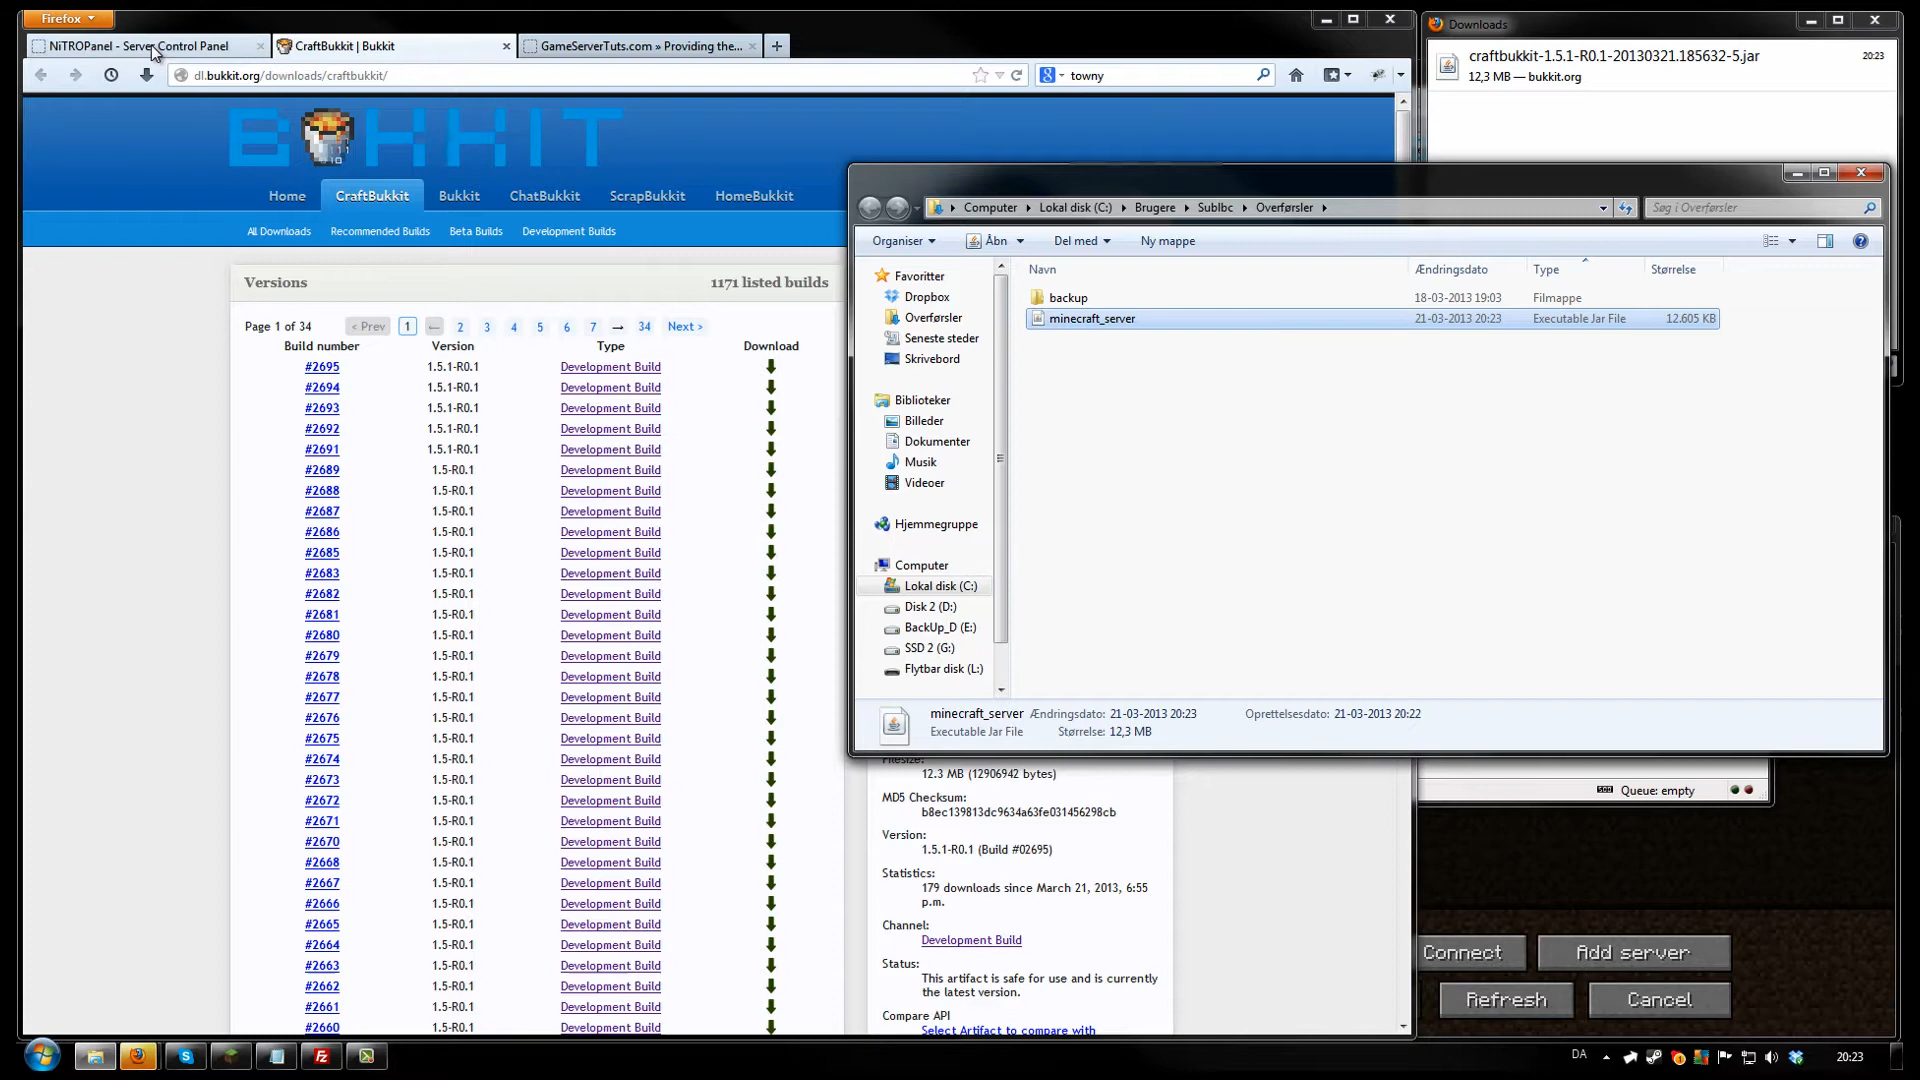 Firefox
NiTROPanel - Server Control Panel
CraftBukkit | Bukkit
GameServerTuts.com » Providing the...
dl.bukkit.org/downloads/craftbukkit/
towny
BUKKIT
Home
CraftBukkit
Bukkit
ChatBukkit
ScrapBukkit
HomeBukkit
All Downloads
Recommended Builds
Beta Builds
Development Builds
Versions
1171 listed builds
Page 1 of 34
< Prev 1 ← 2 3 4 5 6 7 → 34 Next >
Build number Version Type Download
#2695 1.5.1-R0.1 Development Build
#2694 1.5.1-R0.1 Development Build
#2693 1.5.1-R0.1 Development Build
#2692 1.5.1-R0.1 Development Build
#2691 1.5.1-R0.1 Development Build
#2689 1.5-R0.1 Development Build
#2688 1.5-R0.1 Development Build
#2687 1.5-R0.1 Development Build
#2686 1.5-R0.1 Development Build
#2685 1.5-R0.1 Development Build
#2683 1.5-R0.1 Development Build
#2682 1.5-R0.1 Development Build
#2681 1.5-R0.1 Development Build
#2680 1.5-R0.1 Development Build
#2679 1.5-R0.1 Development Build
#2678 1.5-R0.1 Development Build
#2677 1.5-R0.1 Development Build
#2676 1.5-R0.1 Development Build
#2675 1.5-R0.1 Development Build
#2674 1.5-R0.1 Development Build
#2673 1.5-R0.1 Development Build
#2672 1.5-R0.1 Development Build
#2671 1.5-R0.1 Development Build
#2670 1.5-R0.1 Development Build
#2668 1.5-R0.1 Development Build
#2667 1.5-R0.1 Development Build
#2666 1.5-R0.1 Development Build
#2665 1.5-R0.1 Development Build
#2664 1.5-R0.1 Development Build
#2663 1.5-R0.1 Development Build
#2662 1.5-R0.1 Development Build
#2661 1.5-R0.1 Development Build
#2660 1.5-R0.1 Development Build
Filesize:
12.3 MB (12906942 bytes)
MD5 Checksum:
b8ec139813dc9634a63fe031456298cb
Version:
1.5.1-R0.1 (Build #02695)
Statistics:
179 downloads since March 21, 2013, 6:55
p.m.
Channel:
Development Build
Status:
This artifact is safe for use and is currently
the latest version.
Compare API
Select Artifact to compare with
Downloads
craftbukkit-1.5.1-R0.1-20130321.185632-5.jar
20:23
12,3 MB — bukkit.org
Computer
Lokal disk (C:)
Brugere
Sublbc
Overførsler
Søg i Overførsler
Organiser
Åbn
Del med
Ny mappe
Favoritter
Dropbox
Overførsler
Seneste steder
Skrivebord
Biblioteker
Billeder
Dokumenter
Musik
Videoer
Hjemmegruppe
Computer
Lokal disk (C:)
Disk 2 (D:)
BackUp_D (E:)
SSD 2 (G:)
Flytbar disk (L:)
Navn Ændringsdato Type Størrelse
backup 18-03-2013 19:03 Filmappe
minecraft_server 21-03-2013 20:23 Executable Jar File 12.605 KB
minecraft_server Ændringsdato: 21-03-2013 20:23 Oprettelsesdato: 21-03-2013 20:22
Executable Jar File Størrelse: 12,3 MB
Queue: empty
Connect
Add server
Refresh
Cancel
DA
20:23